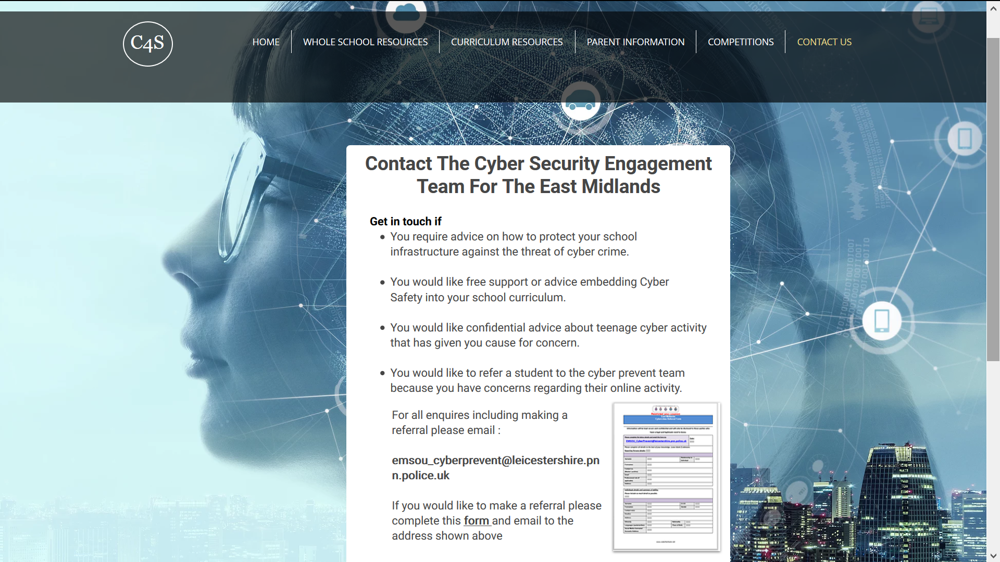 C4S
HOME
WHOLE SCHOOL RESOURCES
CURRICULUM RESOURCES
PARENT INFORMATION
COMPETITIONS
CONTACT US
Contact The Cyber Security Engagement
Team For The East Midlands
Get in touch if
You require advice on how to protect your school
infrastructure against the threat of cyber crime.
You would like free support or advice embedding Cyber
Safety into your school curriculum.
You would like confidential advice about teenage cyber activity
that has given you cause for concern.
You would like to refer a student to the cyber prevent team
because you have concerns regarding their online activity.
For all enquires including making a
referral please email :
emsou_cyberprevent@leicestershire.pn
n.police.uk
If you would like to make a referral please
complete this form and email to the
address shown above